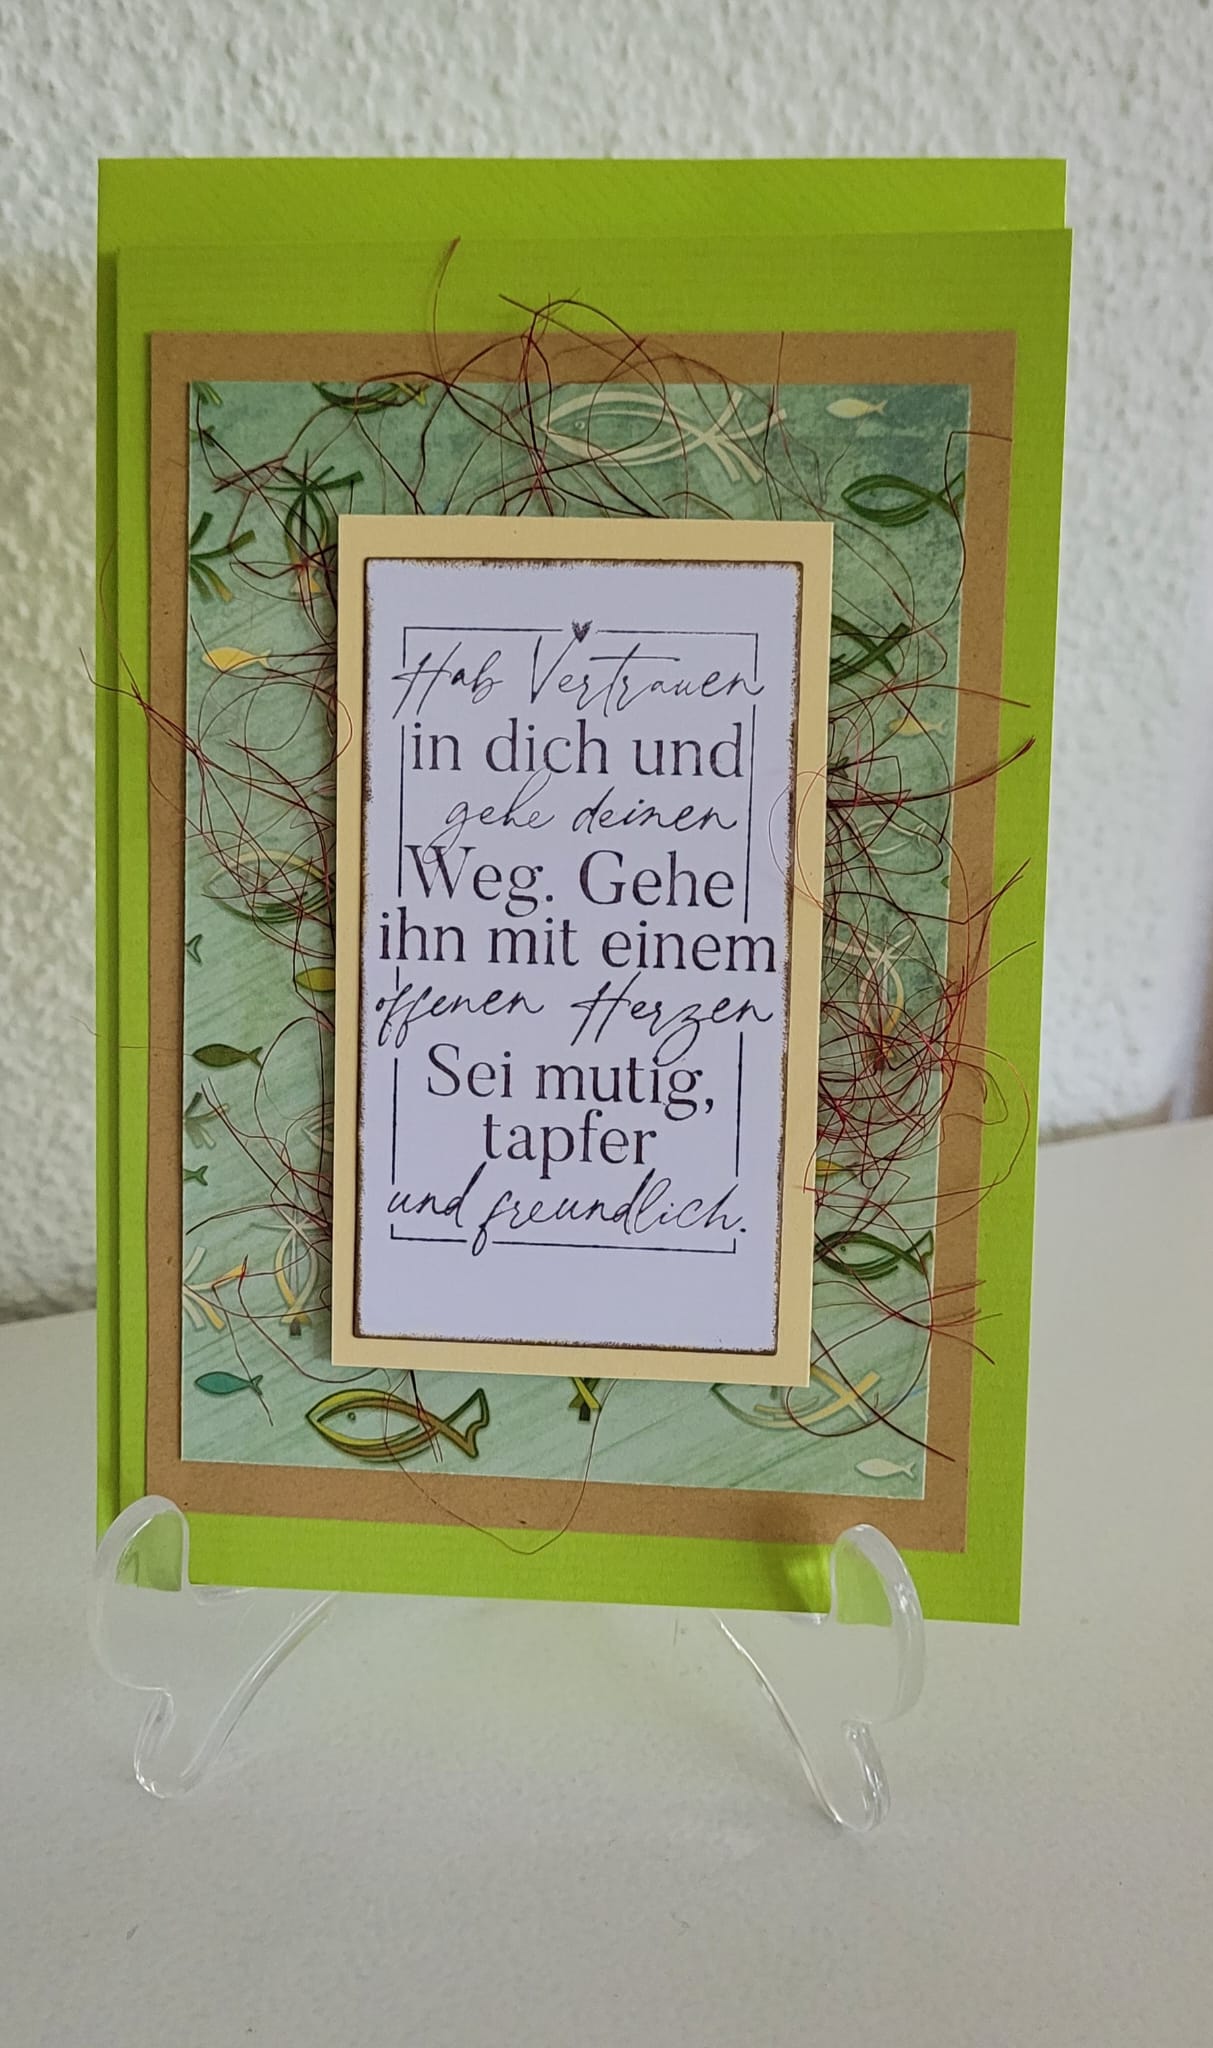 Hab Vertrauen
in dich und
gehe deinen
Weg. Gehe
ihn mit einem
offenen Herzen
Sei mutig,
tapfer
und freundlich.